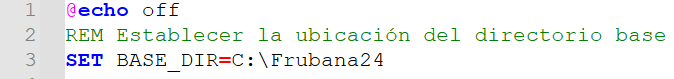 1 @echo off
2 REM Establecer la ubicación del directorio base
3 SET BASE_DIR=C:\Frubana24